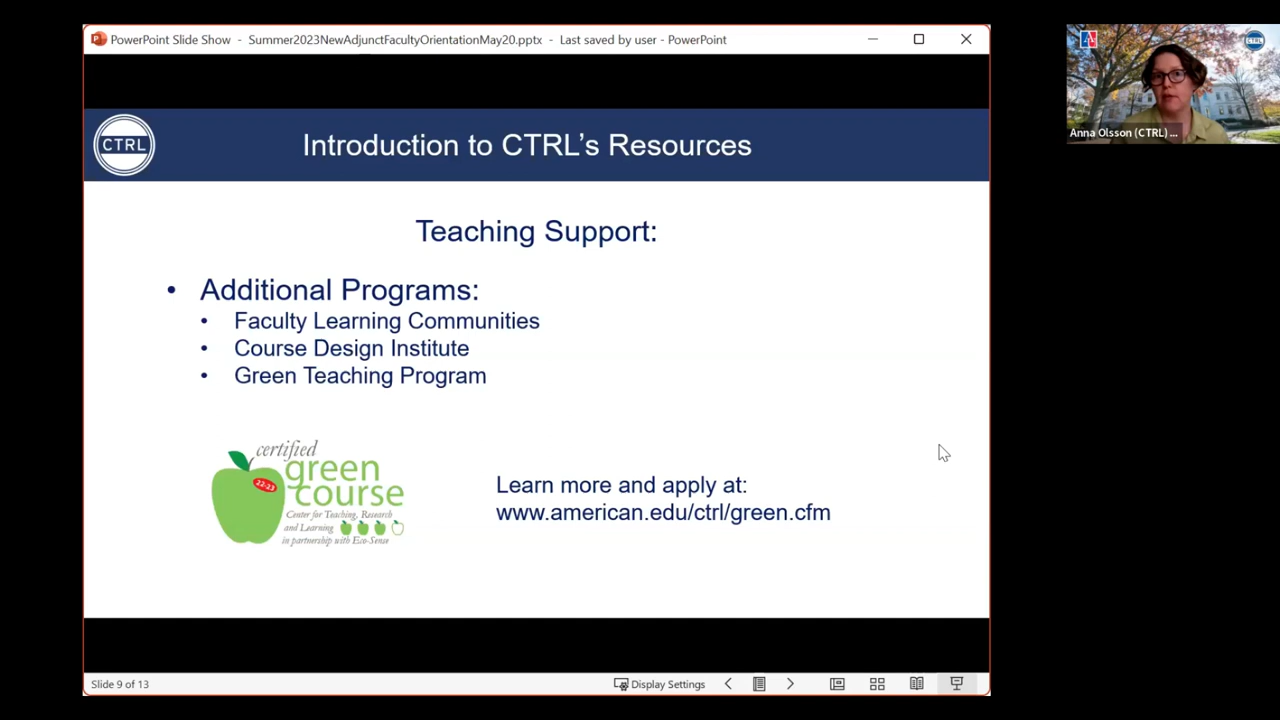 PowerPoint Slide Show - Summer2023NewAdjunctFacultyOrientationMay20.pptx - Last saved by user - PowerPoint
CTRL
Introduction to CTRL's Resources
Teaching Support:
• Additional Programs:
• Faculty Learning Communities
• Course Design Institute
• Green Teaching Program
certified
green
22-23
course
Center for Teaching, Research
and Learning
in partnership with Eco-Sense
Learn more and apply at:
www.american.edu/ctrl/green.cfm
Slide 9 of 13
Display Settings
CTRL
Anna Olsson (CTRL) ...